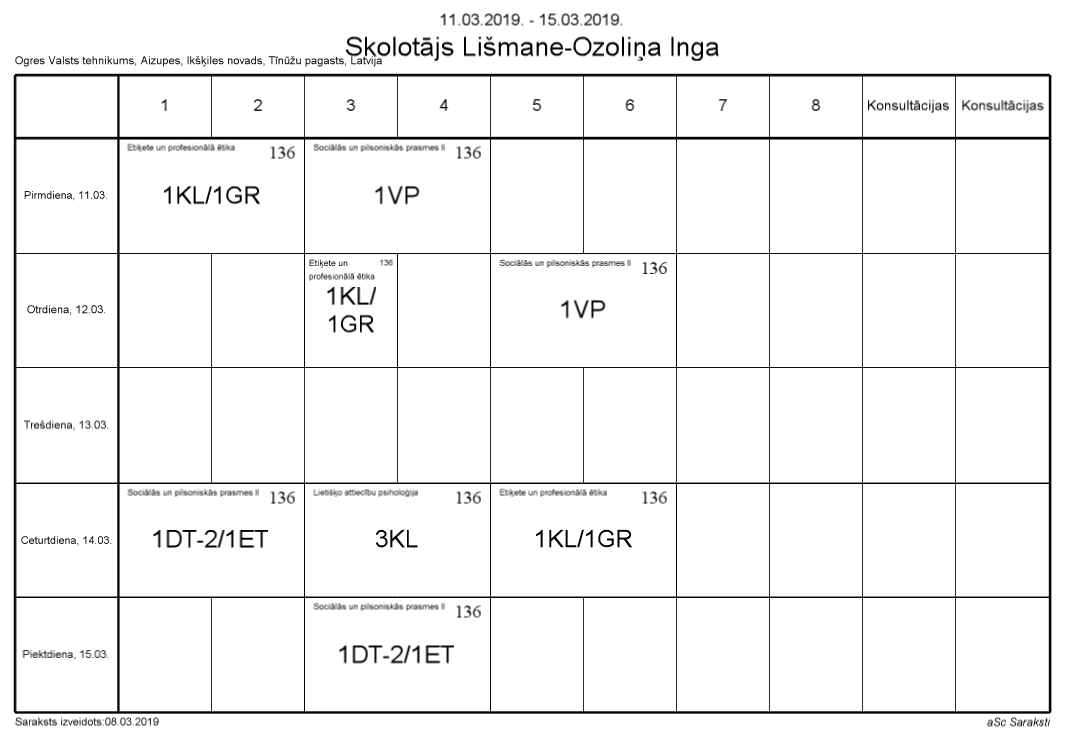 11.03.2019. - 15.03.2019.
Skolotājs Lišmane-Ozoliņa Inga
Ogres Valsts tehnikums, Aizupes, Ikšķiles novads, Tīnūžu pagasts, Latvija
1 2 3 4 5 6 7 8 Konsultācijas Konsultācijas
Etiķete un profesionālā ētika 136 Sociālās un pilsoniskās prasmes II 136
Pirmdiena, 11.03. 1KL/1GR 1VP
Etiķete un 136 Sociālās un pilsoniskās prasmes II 136
profesionālā ētika
1KL/
Otrdiena, 12.03. 1VP
1GR
Trešdiena, 13.03.
Sociālās un pilsoniskās prasmes II 136 Lietišķo attiecību psiholoģija 136 Etiķete un profesionālā ētika 136
Ceturtdiena, 14.03. 1DT-2/1ET 3KL 1KL/1GR
Sociālās un pilsoniskās prasmes II 136
Piektdiena, 15.03. 1DT-2/1ET
Saraksts izveidots:08.03.2019 aSc Saraksti